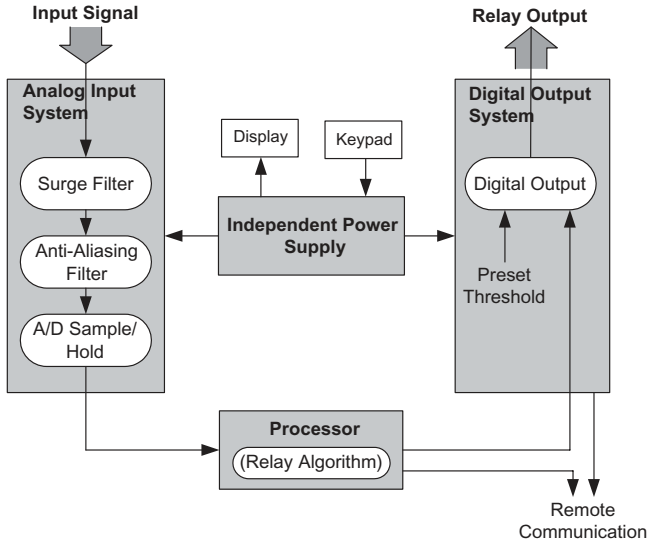 Input Signal
Relay Output
Analog Input
System
Digital Output
System
Display
Keypad
Surge Filter
Digital Output
Independent Power
Supply
Anti-Aliasing
Filter
Preset
Threshold
A/D Sample/
Hold
Processor
(Relay Algorithm)
Remote
Communication